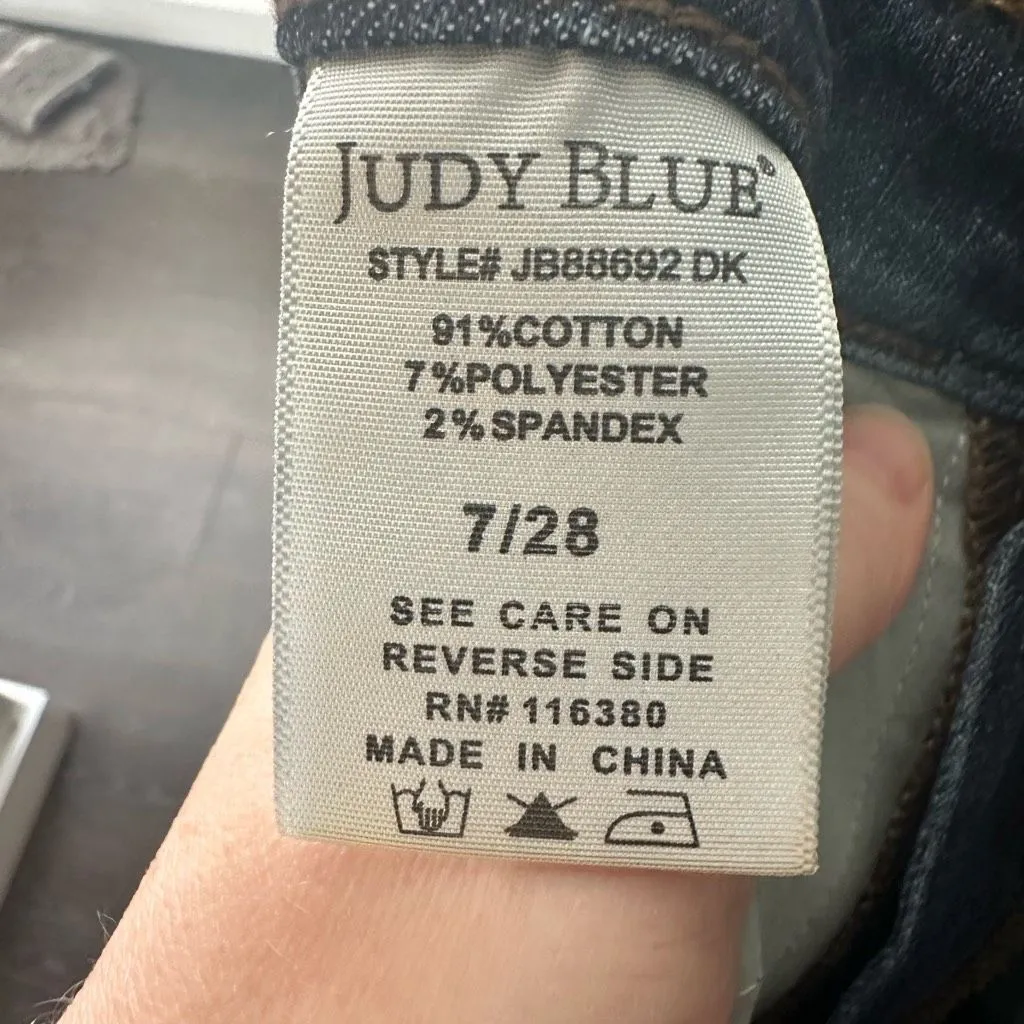 JUDY BLUE®
STYLE# JB88692 DK
91%COTTON
7%POLYESTER
2%SPANDEX
7/28
SEE CARE ON
REVERSE SIDE
RN# 116380
MADE IN CHINA